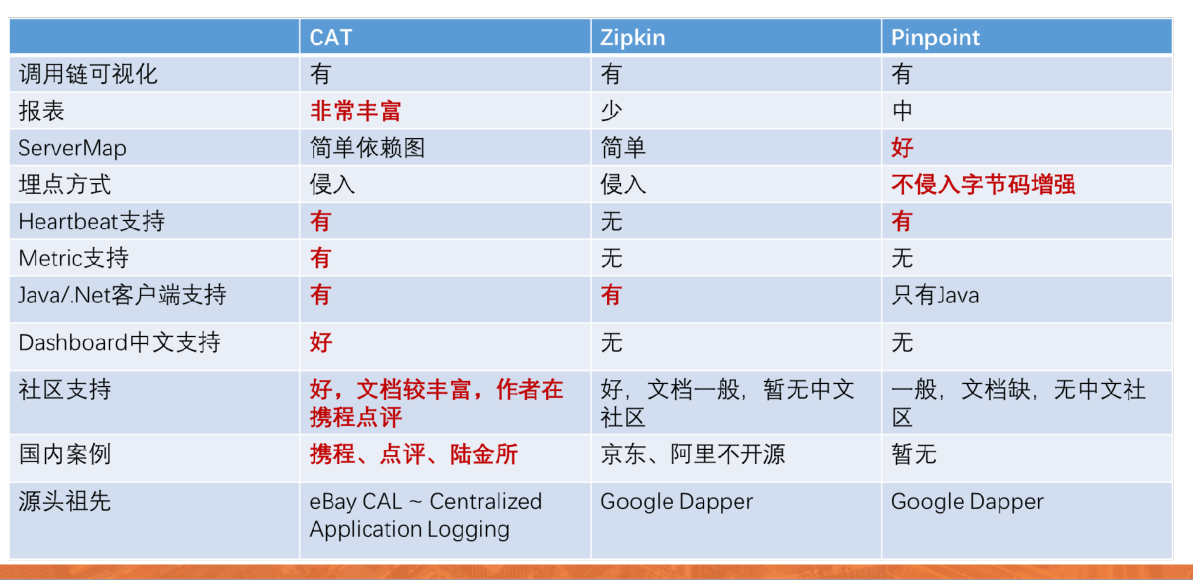 CAT Zipkin Pinpoint
调用链可视化 有 有 有
报表 非常丰富 少 中
ServerMap 简单依赖图 简单 好
埋点方式 侵入 侵入 不侵入字节码增强
Heartbeat支持 有 无 有
Metric支持 有 无 无
Java/.Net客户端支持 有 有 只有Java
Dashboard中文支持 好 无 无
社区支持 好，文档较丰富，作者在 好，文档一般，暂无中文 一般，文档缺，无中文社
携程点评 社区 区
国内案例 携程、点评、陆金所 京东、阿里不开源 暂无
源头祖先 eBay CAL ~ Centralized Google Dapper Google Dapper
Application Logging